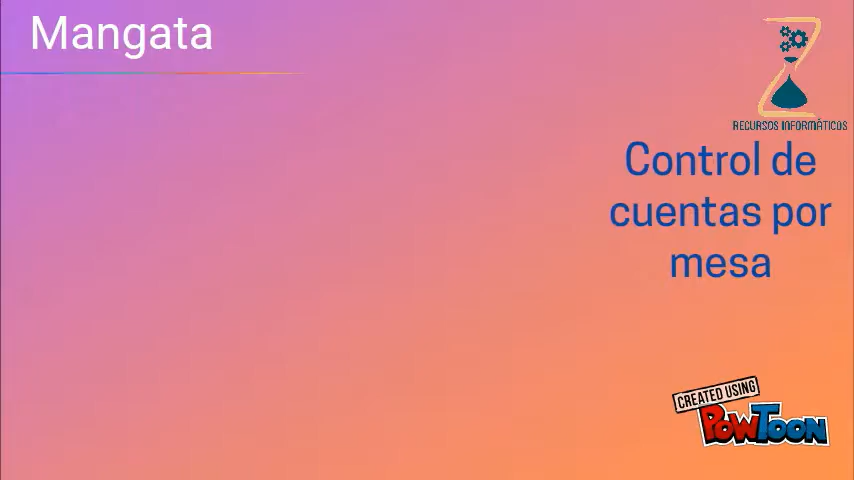 Mangata
RECURSOS INFORMÁTICOS
Control de
cuentas por
mesa
CREATED USING
POWTOON